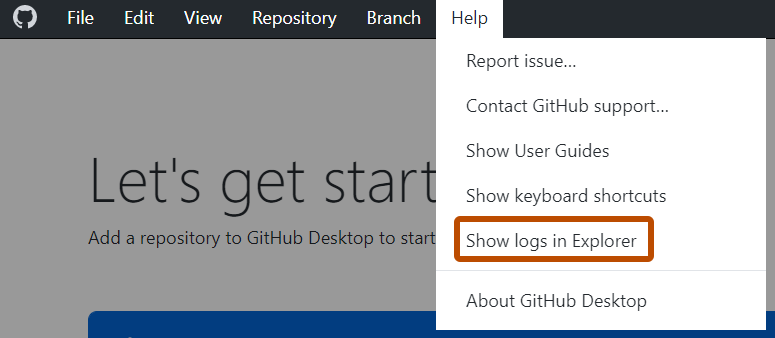 File Edit View Repository Branch Help
Report issue...
Contact GitHub support...
Show User Guides
Show keyboard shortcuts
Show logs in Explorer
About GitHub Desktop
Let's get start
Add a repository to GitHub Desktop to start